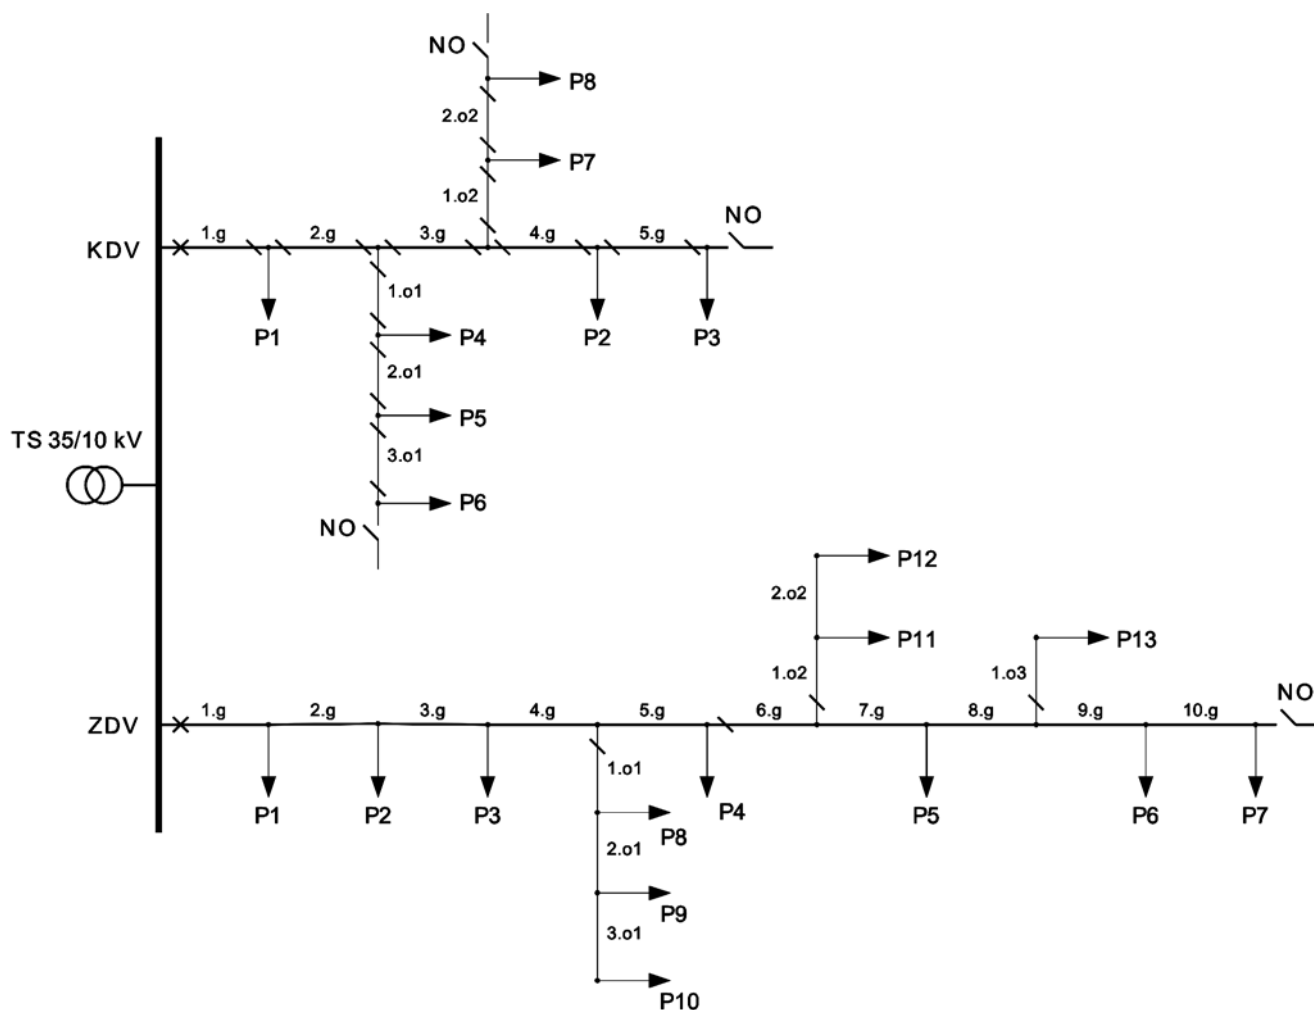 NO
P8
2.o2
P7
1.o2
NO
KDV
1.g
2.g
3.g
4.g
5.g
1.o1
P1
P4
P2
P3
2.o1
P5
TS 35/10 kV
3.o1
P6
NO
P12
2.o2
P11
P13
1.o2
1.o3
NO
ZDV
1.g
2.g
3.g
4.g
5.g
6.g
7.g
8.g
9.g
10.g
1.o1
P1
P2
P3
P4
P5
P6
P7
P8
2.o1
P9
3.o1
P10